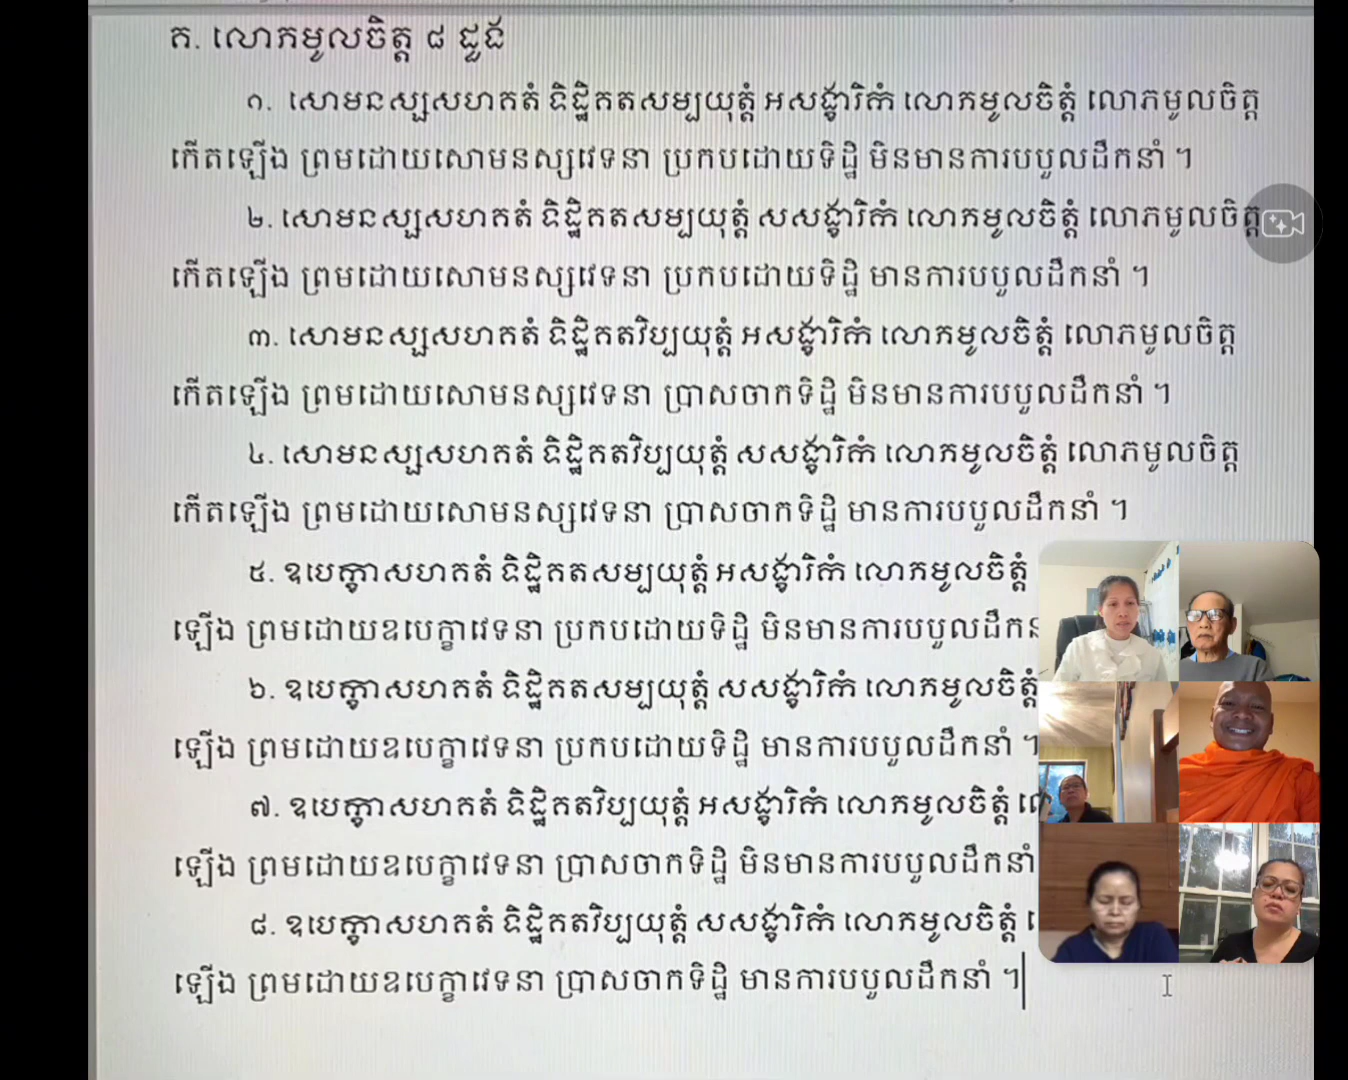 ក. លោភមូលចិត្ត ៨ ដួង
១. សោមនស្សសហគតំ ទិដ្ឋិគតសម្បយុត្តំ អសង្ខារិកំ លោភមូលចិត្តំ លោភមូលចិត្ត
កើតឡើង ព្រមដោយសោមនស្សវេទនា ប្រកបដោយទិដ្ឋិ មិនមានការបបួលដឹកនាំ ។
២. សោមនស្សសហគតំ ទិដ្ឋិគតសម្បយុត្តំ សសង្ខារិកំ លោភមូលចិត្តំ លោភមូលចិត្ត
កើតឡើង ព្រមដោយសោមនស្សវេទនា ប្រកបដោយទិដ្ឋិ មានការបបួលដឹកនាំ ។
៣. សោមនស្សសហគតំ ទិដ្ឋិគតវិប្បយុត្តំ អសង្ខារិកំ លោភមូលចិត្តំ លោភមូលចិត្ត
កើតឡើង ព្រមដោយសោមនស្សវេទនា ប្រាសចាកទិដ្ឋិ មិនមានការបបួលដឹកនាំ ។
៤. សោមនស្សសហគតំ ទិដ្ឋិគតវិប្បយុត្តំ សសង្ខារិកំ លោភមូលចិត្តំ លោភមូលចិត្ត
កើតឡើង ព្រមដោយសោមនស្សវេទនា ប្រាសចាកទិដ្ឋិ មានការបបួលដឹកនាំ ។
៥. ឧបេក្ខាសហគតំ ទិដ្ឋិគតសម្បយុត្តំ អសង្ខារិកំ លោភមូលចិត្តំ
ឡើង ព្រមដោយឧបេក្ខាវេទនា ប្រកបដោយទិដ្ឋិ មិនមានការបបួល
៦. ឧបេក្ខាសហគតំ ទិដ្ឋិគតសម្បយុត្តំ សសង្ខារិកំ លោភមូលចិត្តំ
ឡើង ព្រមដោយឧបេក្ខាវេទនា ប្រកបដោយទិដ្ឋិ មានការបបួលដឹកនាំ ។
៧. ឧបេក្ខាសហគតំ ទិដ្ឋិគតវិប្បយុត្តំ អសង្ខារិកំ លោភមូលចិត្តំ
ឡើង ព្រមដោយឧបេក្ខាវេទនា ប្រាសចាកទិដ្ឋិ មិនមានការបបួលដឹកនាំ
៨. ឧបេក្ខាសហគតំ ទិដ្ឋិគតវិប្បយុត្តំ សសង្ខារិកំ លោភមូលចិត្តំ
ឡើង ព្រមដោយឧបេក្ខាវេទនា ប្រាសចាកទិដ្ឋិ មានការបបួលដឹកនាំ ។